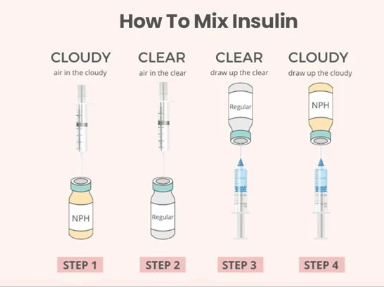 How To Mix Insulin
CLOUDY
air in the cloudy
NPH
STEP 1
CLEAR
air in the clear
Regular
STEP 2
CLEAR
draw up the clear
Regular
STEP 3
CLOUDY
draw up the cloudy
NPH
STEP 4